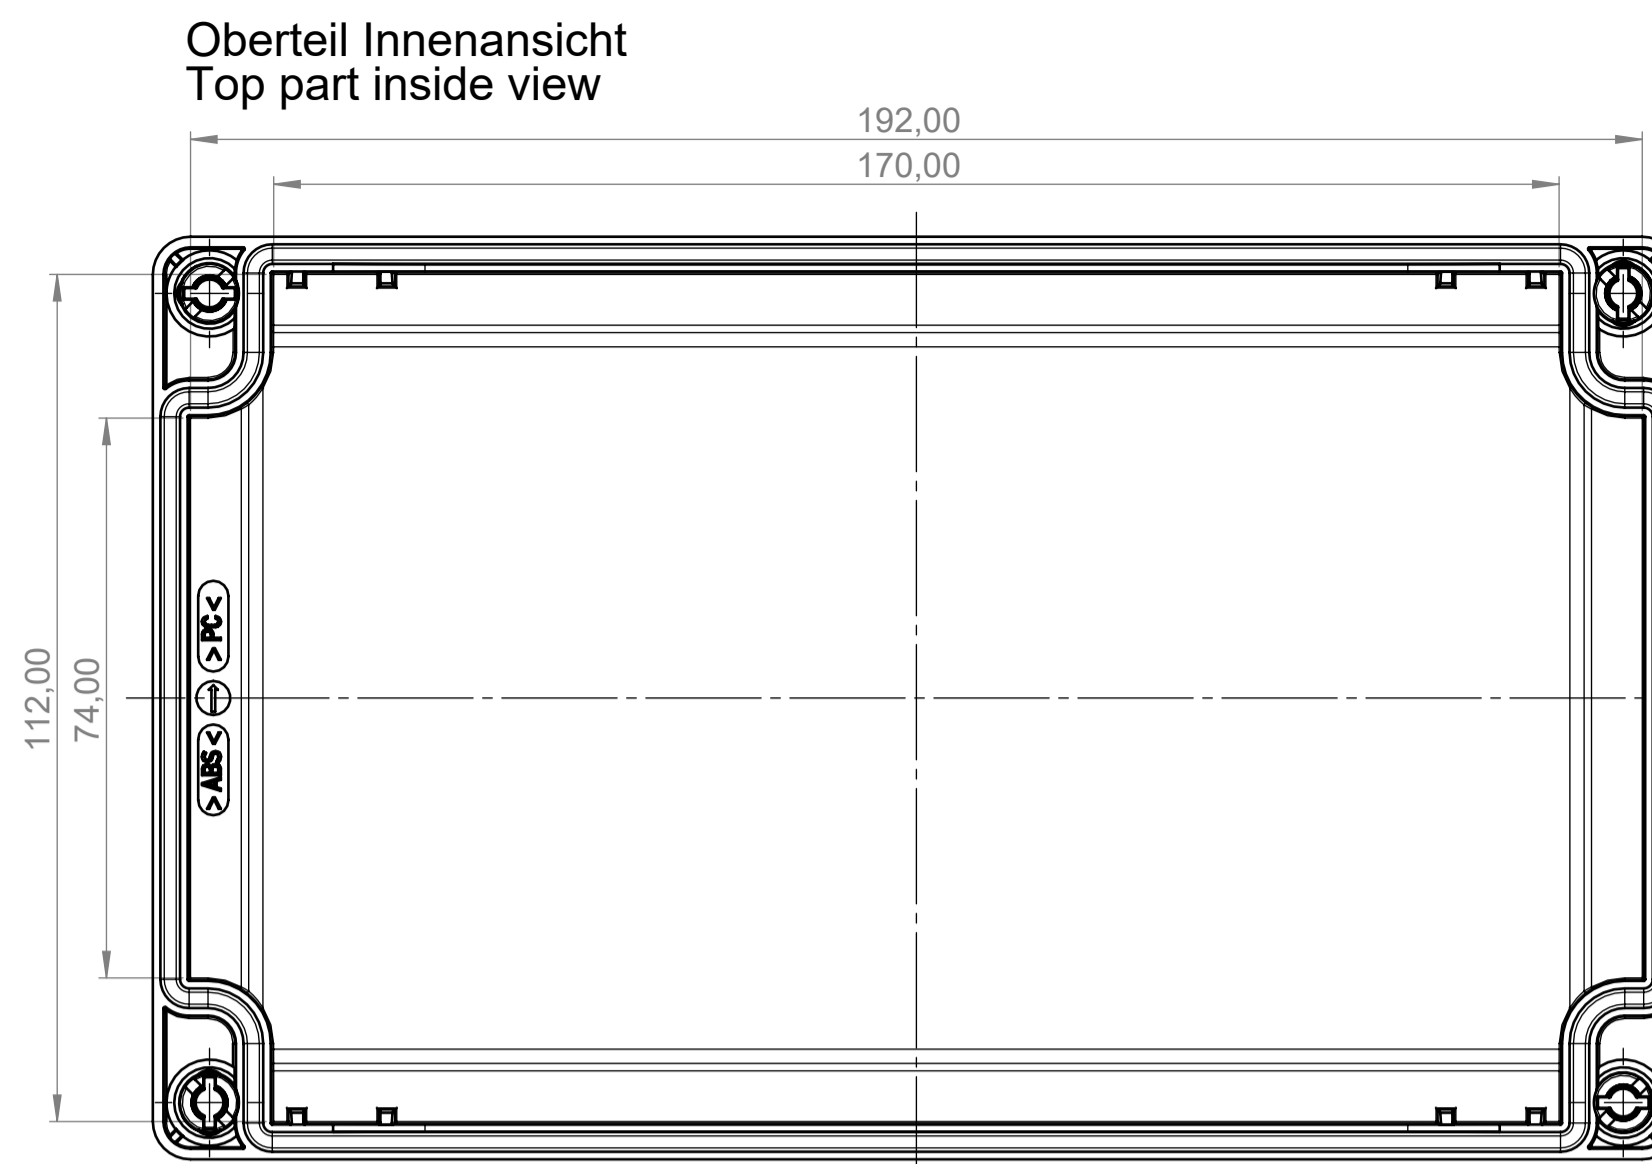 Oberteil Innenansicht
Top part inside view
192,00
170,00
112,00
74,00
>PC<
>ABS<